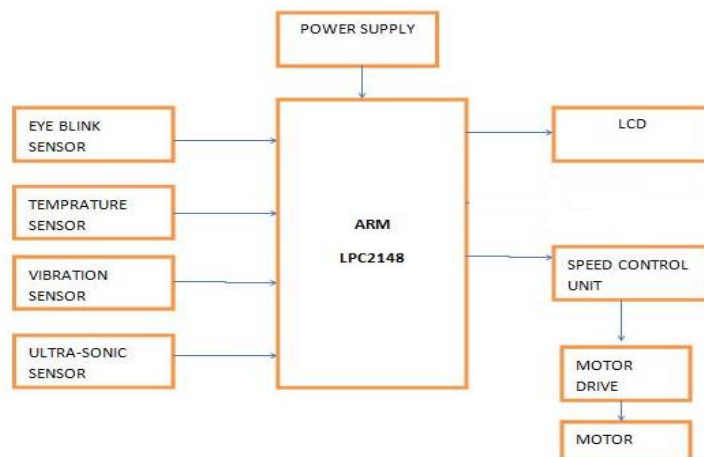 POWER SUPPLY
EYE BLINK
SENSOR
TEMPRATURE
SENSOR
VIBRATION
SENSOR
ULTRA-SONIC
SENSOR
ARM
LPC2148
LCD
SPEED CONTROL
UNIT
MOTOR
DRIVE
MOTOR